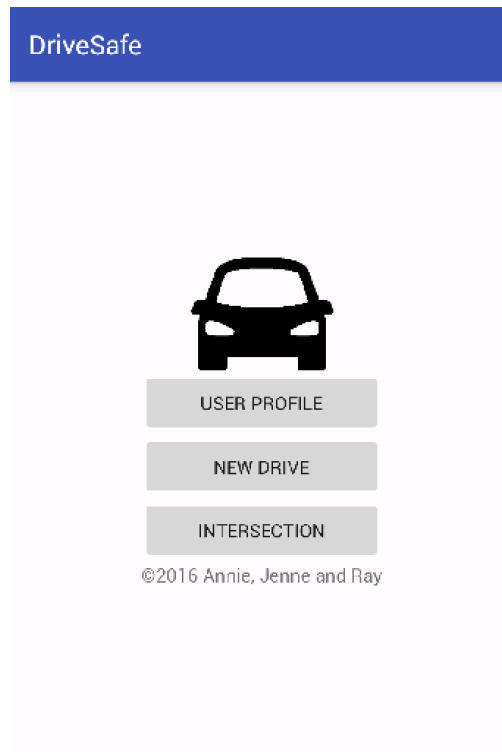 DriveSafe
USER PROFILE
NEW DRIVE
INTERSECTION
©2016 Annie, Jenne and Ray